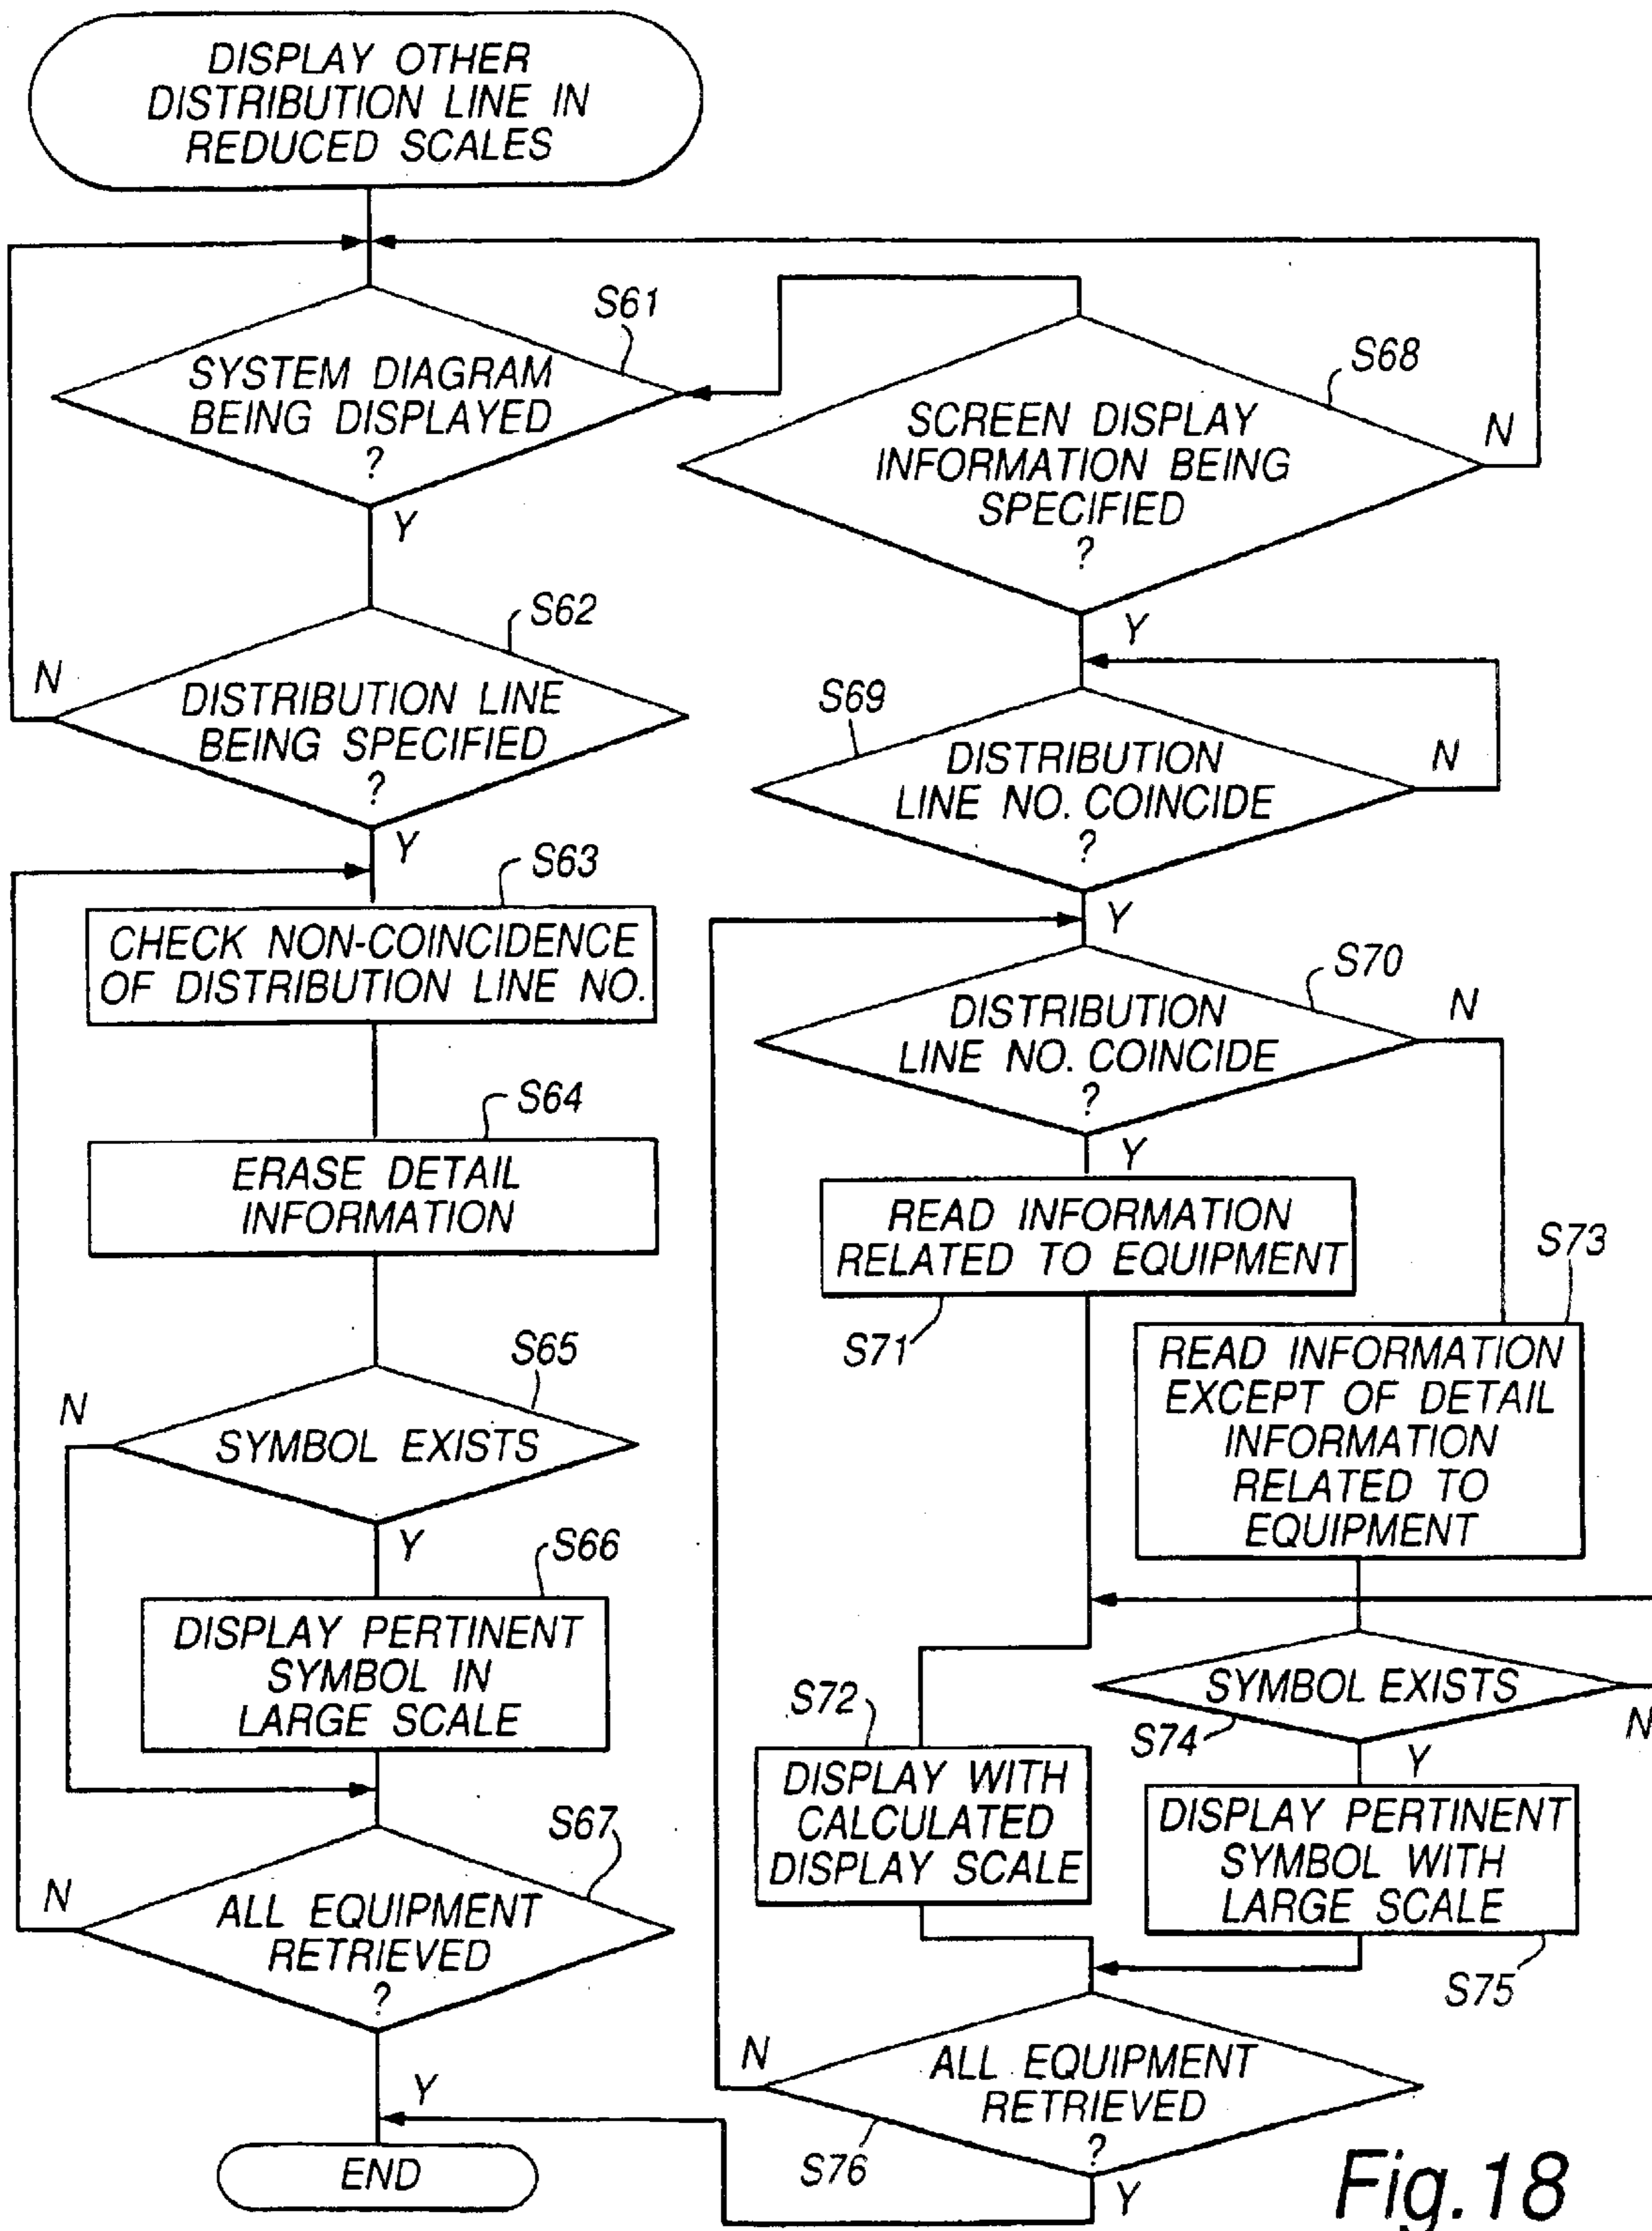 DISPLAY OTHER
DISTRIBUTION LINE IN
REDUCED SCALES
S61
SYSTEM DIAGRAM
BEING DISPLAYED
?
Y
S62
N
DISTRIBUTION LINE
BEING SPECIFIED
?
Y
S63
CHECK NON-COINCIDENCE
OF DISTRIBUTION LINE NO.
S64
ERASE DETAIL
INFORMATION
S65
N
SYMBOL EXISTS
Y
S66
DISPLAY PERTINENT
SYMBOL IN
LARGE SCALE
S67
N
ALL EQUIPMENT
RETRIEVED
?
Y
END
S68
SCREEN DISPLAY
INFORMATION BEING
SPECIFIED
?
N
Y
S69
DISTRIBUTION
LINE NO. COINCIDE
?
N
Y
S70
DISTRIBUTION
LINE NO. COINCIDE
?
N
Y
READ INFORMATION
RELATED TO EQUIPMENT
S71
S73
READ INFORMATION
EXCEPT OF DETAIL
INFORMATION
RELATED TO
EQUIPMENT
SYMBOL EXISTS
S74
N
Y
S72
DISPLAY WITH
CALCULATED
DISPLAY SCALE
DISPLAY PERTINENT
SYMBOL WITH
LARGE SCALE
S75
N
ALL EQUIPMENT
RETRIEVED
?
S76
Y
Fig.18